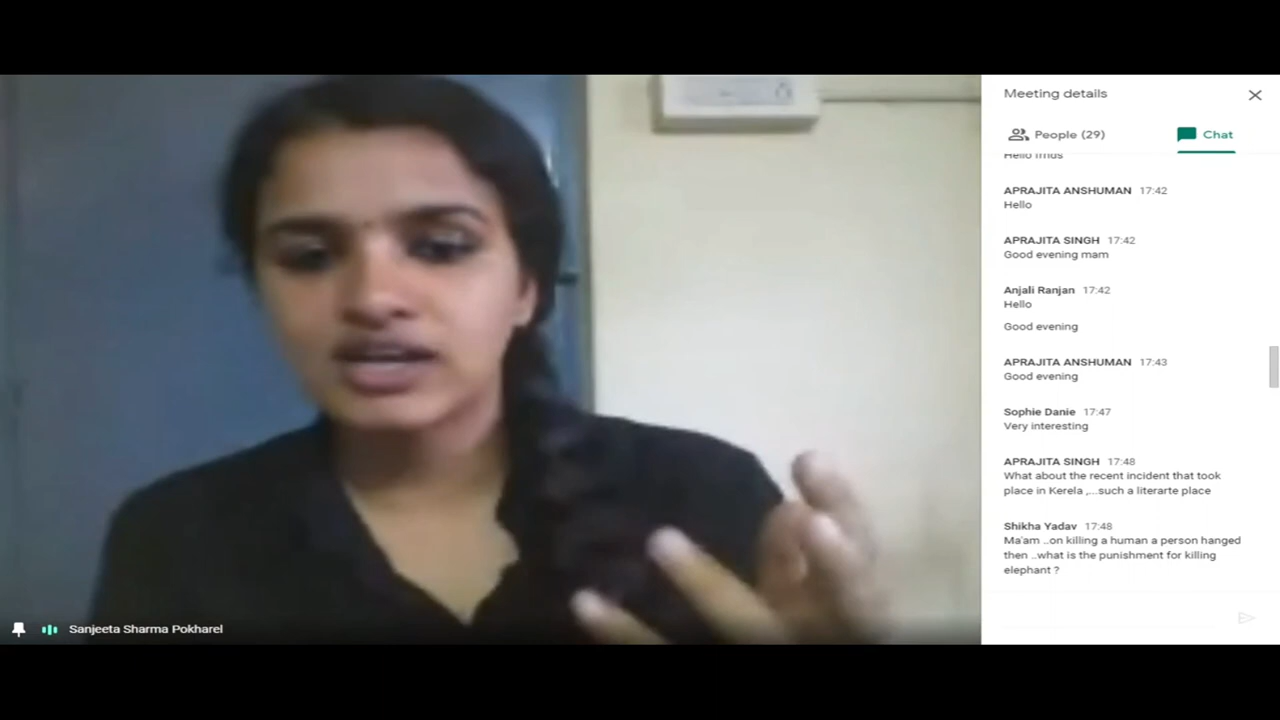 Meeting details
People (29)
Chat
APRAJITA ANSHUMAN 17:42
Hello
APRAJITA SINGH 17:42
Good evening mam
Anjali Ranjan 17:42
Hello
Good evening
APRAJITA ANSHUMAN 17:43
Good evening
Sophie Danie 17:47
Very interesting
APRAJITA SINGH 17:48
What about the recent incident that took
place in Kerela ,...such a literarte place
Shikha Yadav 17:48
Ma'am ..on killing a human a person hanged
then ..what is the punishment for killing
elephant ?
Sanjeeta Sharma Pokharel